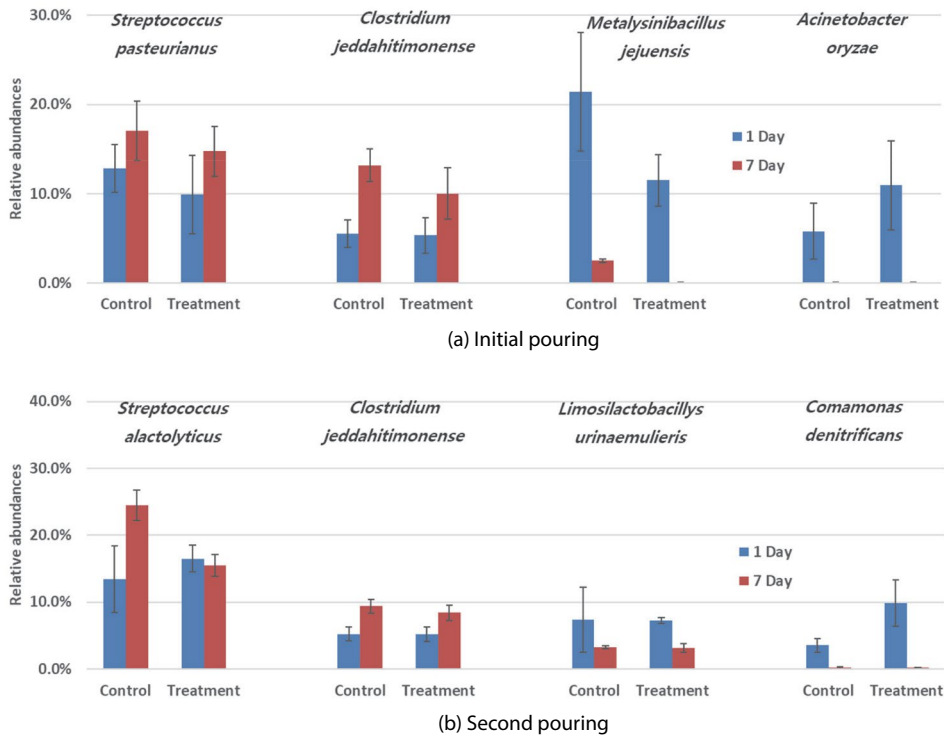 30.0%
Streptococcus
pasteurianus
Clostridium
jeddahitimonense
Metalysinibacillus
jejuensis
Acinetobacter
oryzae
20.0%
10.0%
0.0%
Relative abundances
1 Day
7 Day
Control Treatment Control Treatment Control Treatment Control Treatment
(a) Initial pouring
40.0%
Streptococcus
alactolyticus
Clostridium
jeddahitimonense
Limosilactobacillys
urinaemulieris
Comamonas
denitrificans
30.0%
20.0%
10.0%
0.0%
Relative abundances
1 Day
7 Day
Control Treatment Control Treatment Control Treatment Control Treatment
(b) Second pouring